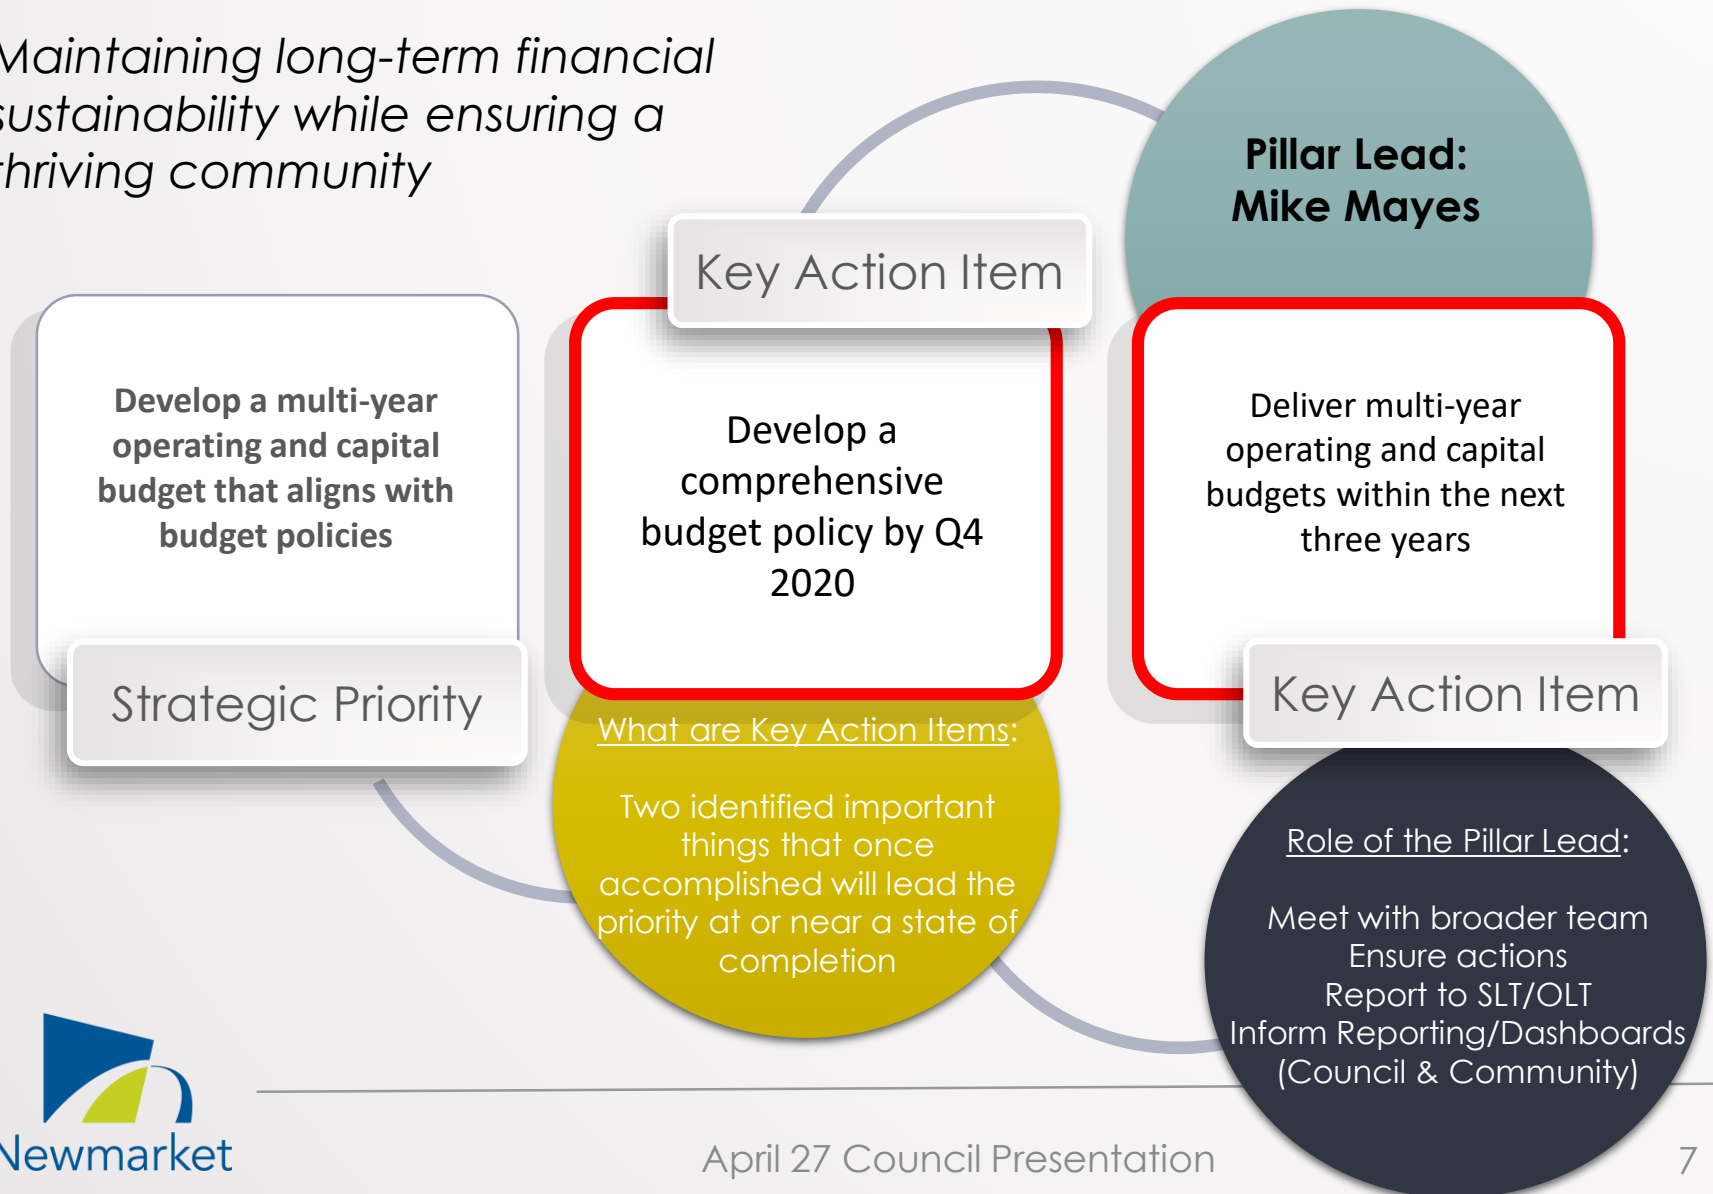 Maintaining long-term financial
sustainability while ensuring a
thriving community
Pillar Lead:
Mike Mayes
Key Action Item
Develop a multi-year
operating and capital
budget that aligns with
budget policies
Strategic Priority
Develop a
comprehensive
budget policy by Q4
2020
Deliver multi-year
operating and capital
budgets within the next
three years
Key Action Item
What are Key Action Items:
Two identified important
things that once
accomplished will lead the
priority at or near a state of
completion
Role of the Pillar Lead:
Meet with broader team
Ensure actions
Report to SLT/OLT
Inform Reporting/Dashboards
(Council & Community)
Newmarket
April 27 Council Presentation
7